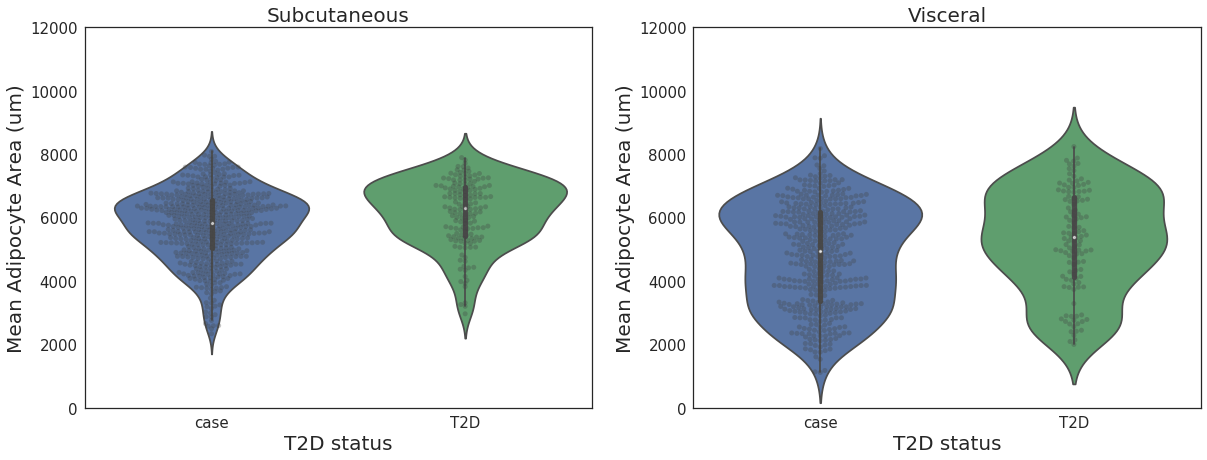 Subcutaneous
Mean Adipocyte Area (um)
12000
10000
8000
6000
4000
2000
0
case
T2D
T2D status
Visceral
Mean Adipocyte Area (um)
12000
10000
8000
6000
4000
2000
0
case
T2D
T2D status